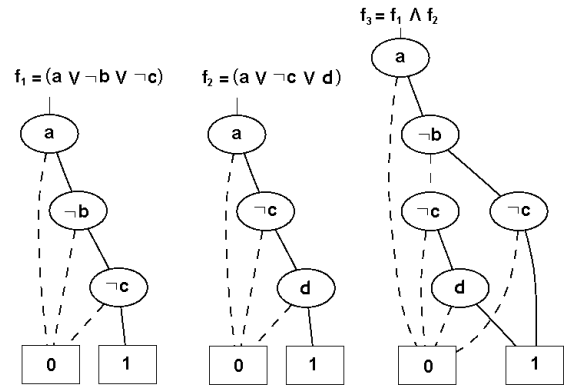 f₃ = f₁ ∧ f₂
a
f₁ = (a ∨ ¬b ∨ ¬c)
f₂ = (a ∨ ¬c ∨ d)
a
a
¬b
¬b
¬c
¬c
¬c
¬c
d
d
0
1
0
1
0
1